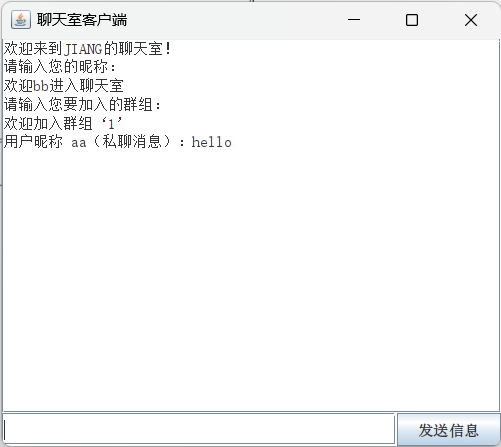 聊天室客户端
欢迎来到JIANG的聊天室!
请输入您的昵称：
欢迎bb进入聊天室
请输入您要加入的群组：
欢迎加入群组‘1’
用户昵称 aa（私聊消息）：hello
发送信息